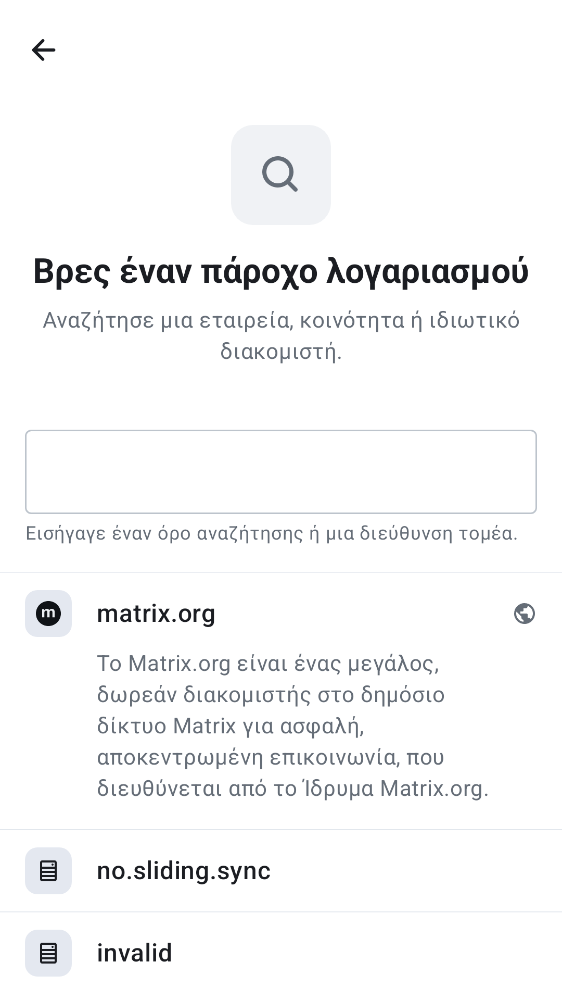 Βρες έναν πάροχο λογαριασμού
Αναζήτησε μια εταιρεία, κοινότητα ή ιδιωτικό
διακομιστή.
Εισήγαγε έναν όρο αναζήτησης ή μια διεύθυνση τομέα.
m
matrix.org
Το Matrix.org είναι ένας μεγάλος,
δωρεάν διακομιστής στο δημόσιο
δίκτυο Matrix για ασφαλή,
αποκεντρωμένη επικοινωνία, που
διευθύνεται από το Ίδρυμα Matrix.org.
no.sliding.sync
invalid